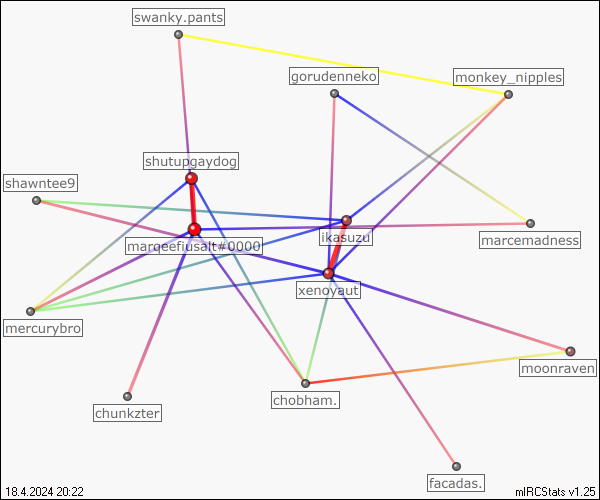 swanky.pants
gorudenneko
monkey_nipples
shutupgaydog
shawntee9
ikasuzu
marqeefiusalt#0000
marcemadness
xenoyaut
mercurybro
moonraven
chobham.
chunkzter
facadas.
18.4.2024 20:22
mIRCStats v1.25